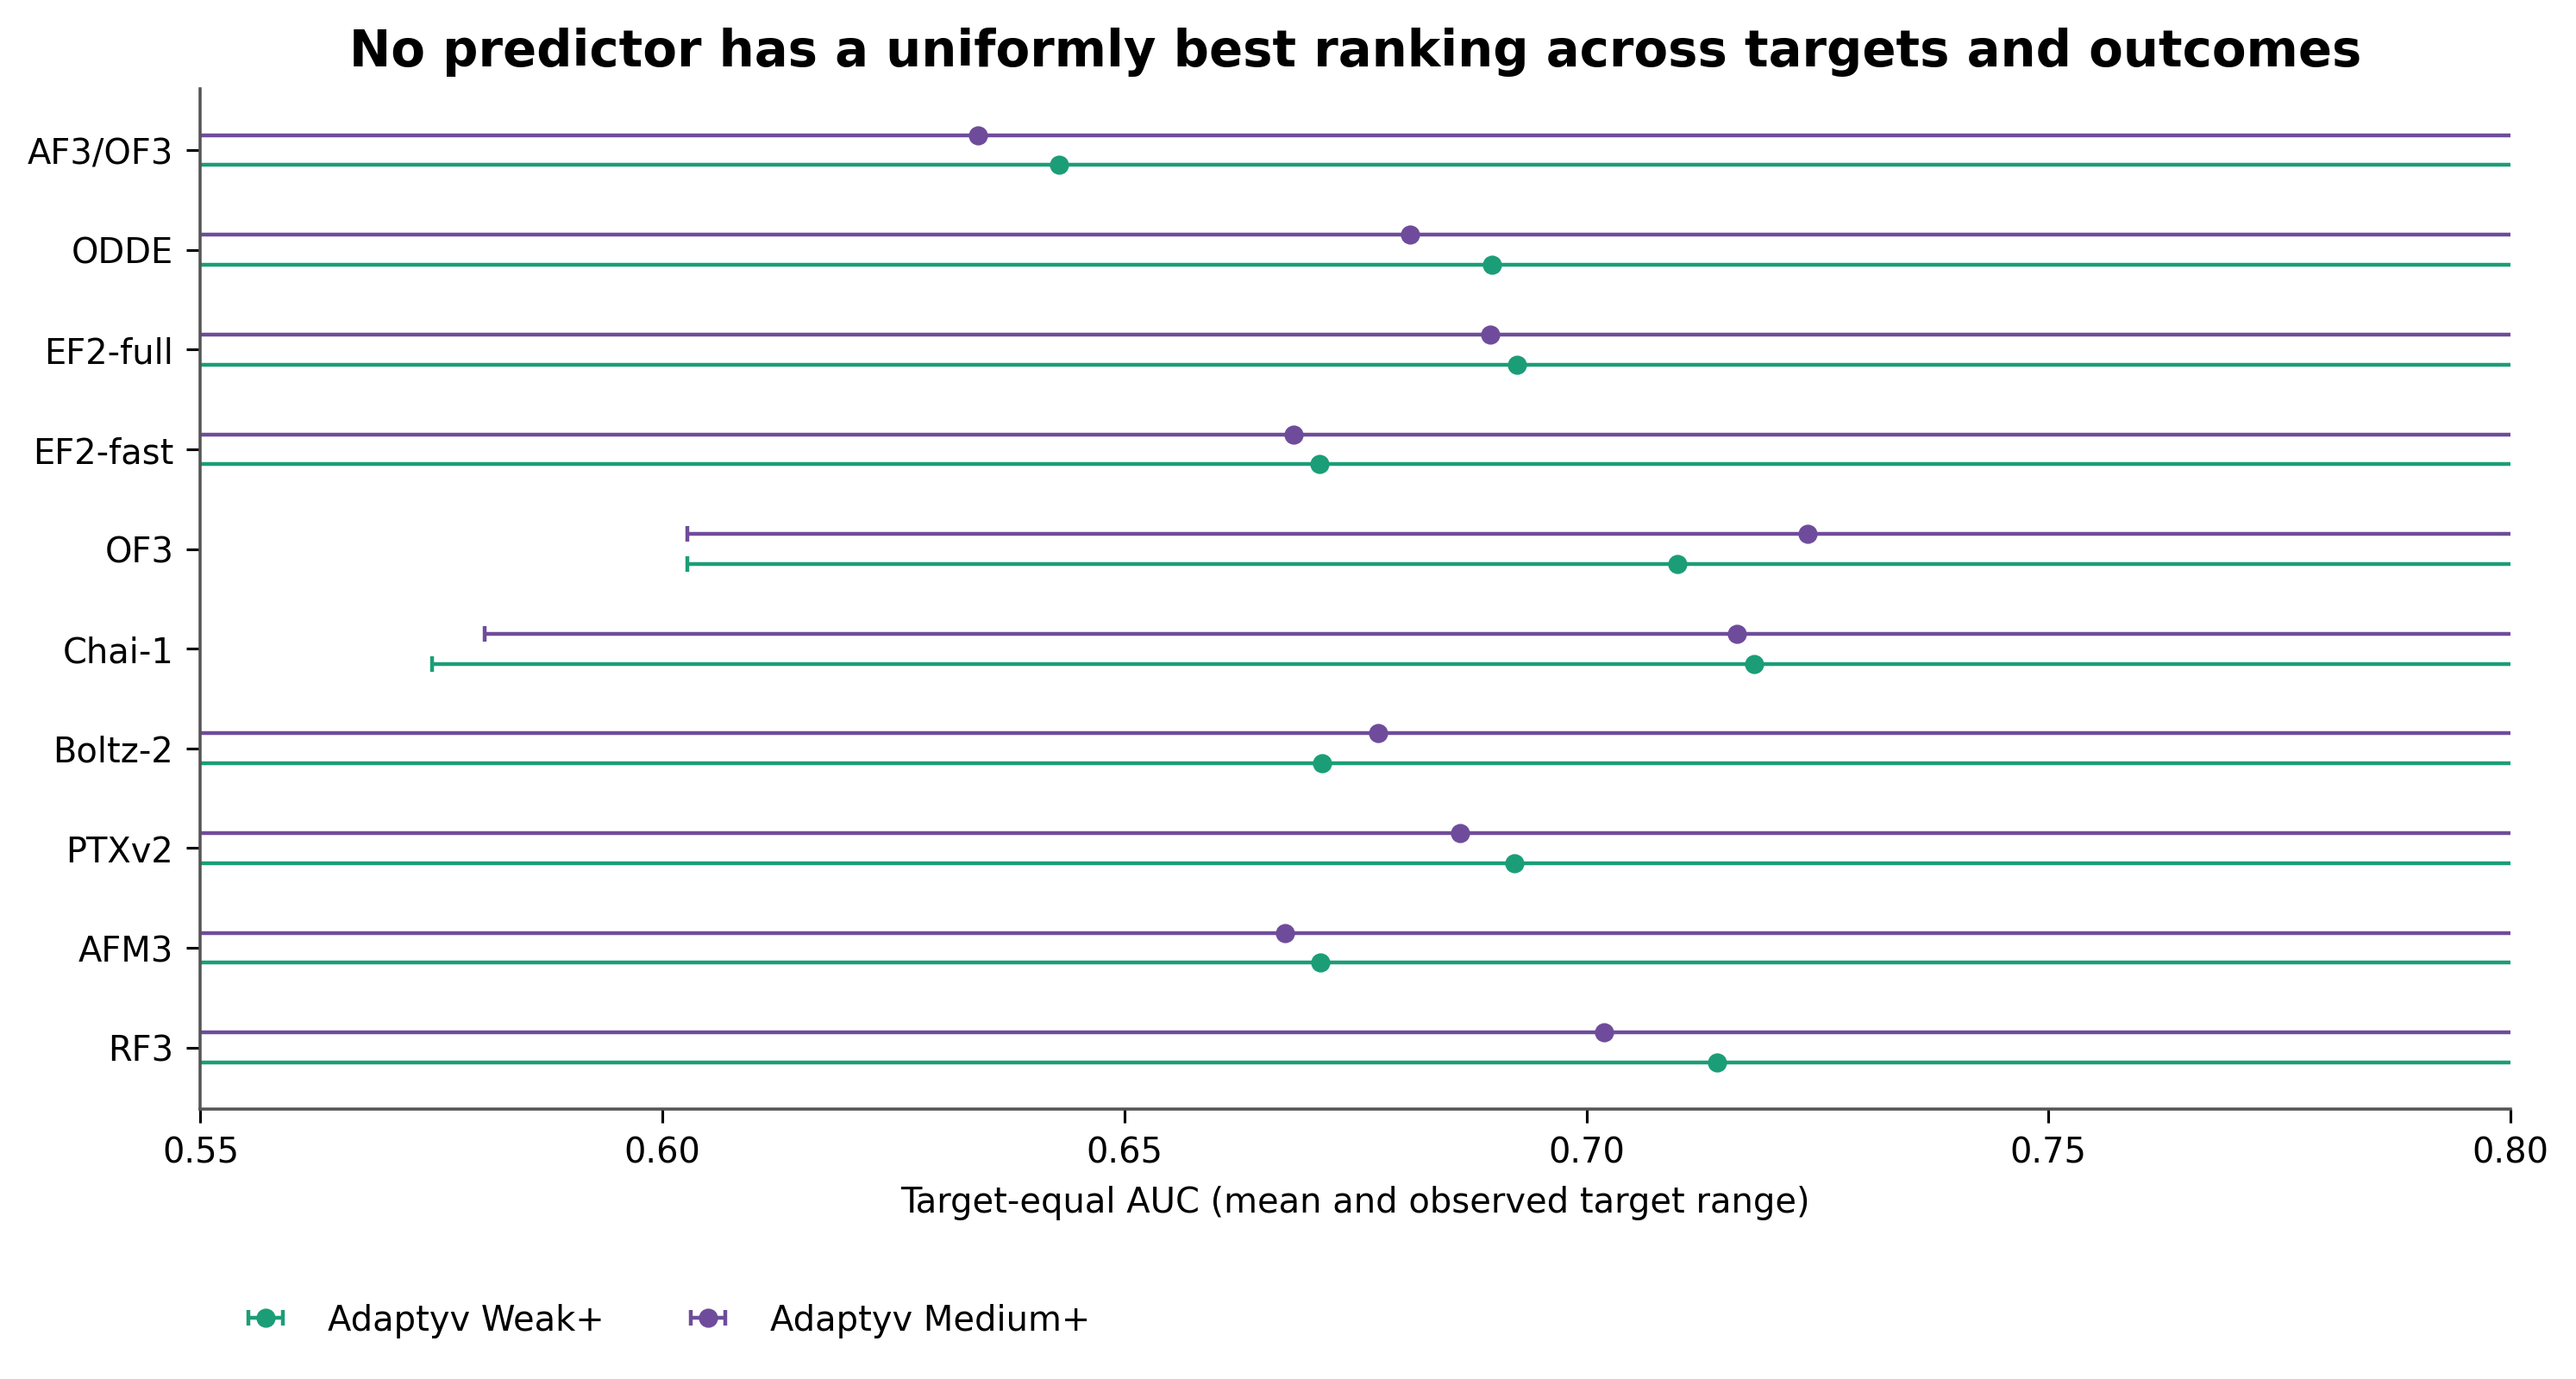 No predictor has a uniformly best ranking across targets and outcomes
AF3/OF3
ODDE
EF2-full
EF2-fast
OF3
Chai-1
Boltz-2
PTXv2
AFM3
RF3
0.55 0.60 0.65 0.70 0.75 0.80
Target-equal AUC (mean and observed target range)
Adaptyv Weak+ Adaptyv Medium+